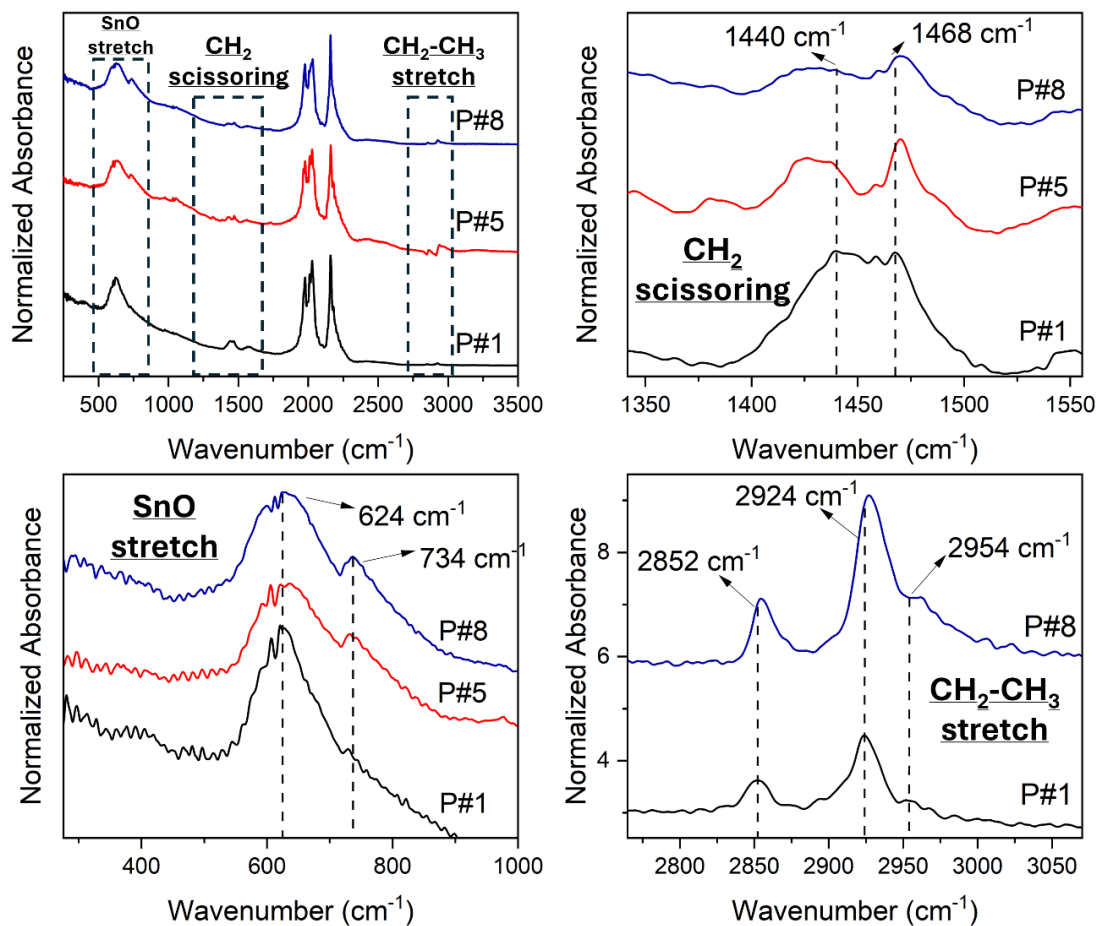 SnO
stretch
CH₂
scissoring
CH₂-CH₃
stretch
P#8
P#5
P#1
Normalized Absorbance
500 1000 1500 2000 2500 3000 3500
Wavenumber (cm⁻¹)
1440 cm⁻¹
1468 cm⁻¹
P#8
P#5
CH₂
scissoring
P#1
Normalized Absorbance
1350 1400 1450 1500 1550
Wavenumber (cm⁻¹)
SnO
stretch
624 cm⁻¹
734 cm⁻¹
P#8
P#5
P#1
Normalized Absorbance
400 600 800 1000
Wavenumber (cm⁻¹)
2924 cm⁻¹
2852 cm⁻¹
2954 cm⁻¹
P#8
CH₂-CH₃
stretch
P#1
8
6
4
Normalized Absorbance
2800 2850 2900 2950 3000 3050
Wavenumber (cm⁻¹)